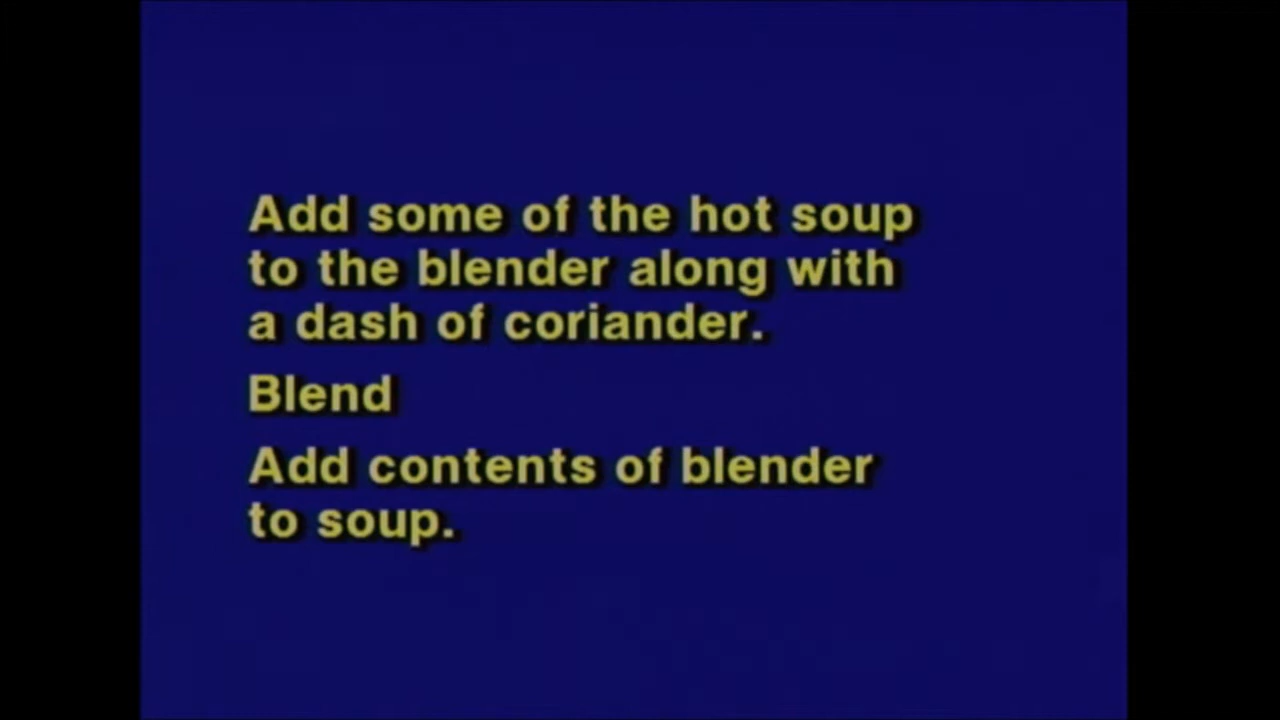 Add some of the hot soup
to the blender along with
a dash of coriander.
Blend
Add contents of blender
to soup.